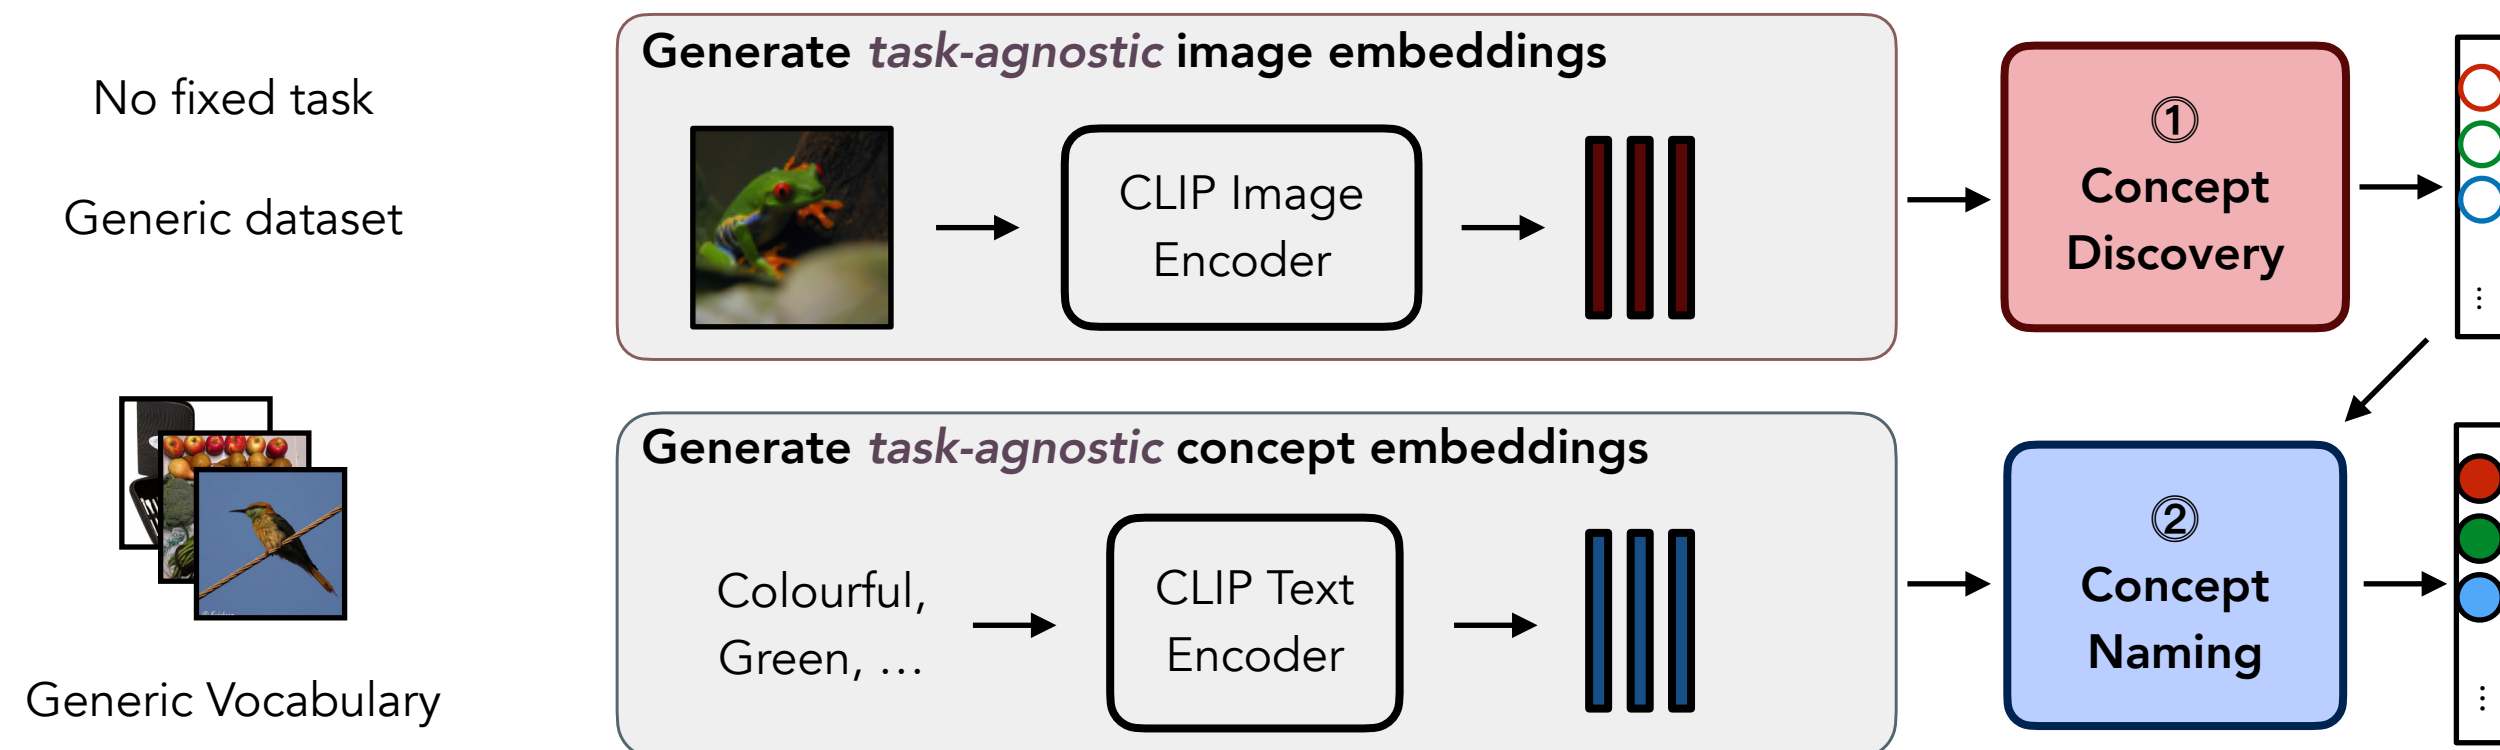 No fixed task
Generic dataset
Generic Vocabulary
Generate task-agnostic image embeddings
CLIP Image
Encoder
①
Concept
Discovery
⋮
Generate task-agnostic concept embeddings
Colourful,
Green, …
CLIP Text
Encoder
②
Concept
Naming
⋮